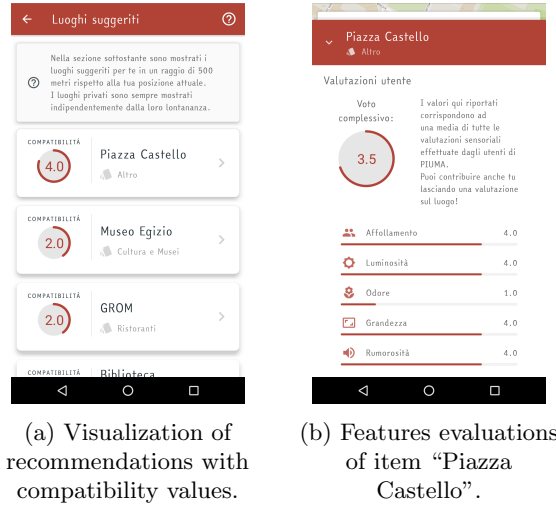 Luoghi suggeriti
Nella sezione sottostante sono mostrati i
luoghi suggeriti per te in un raggio di 500
metri rispetto alla tua posizione attuale.
I luoghi privati sono sempre mostrati
indipendentemente dalla loro lontananza.
COMPATIBILITÀ
4.0
Piazza Castello
Altro
COMPATIBILITÀ
2.0
Museo Egizio
Cultura e Musei
COMPATIBILITÀ
2.0
GROM
Ristoranti
COMPATIBILITÀ
Biblioteca
(a) Visualization of
recommendations with
compatibility values.
Piazza Castello
Altro
Valutazioni utente
Voto
complessivo:
3.5
I valori qui riportati
corrispondono ad
una media di tutte le
valutazioni sensoriali
effettuate dagli utenti di
PIUMA.
Puoi contribuire anche tu
lasciando una valutazione
sul luogo!
Affollamento 4.0
Luminosità 4.0
Odore 1.0
Grandezza 4.0
Rumorosità 4.0
(b) Features evaluations
of item “Piazza
Castello”.